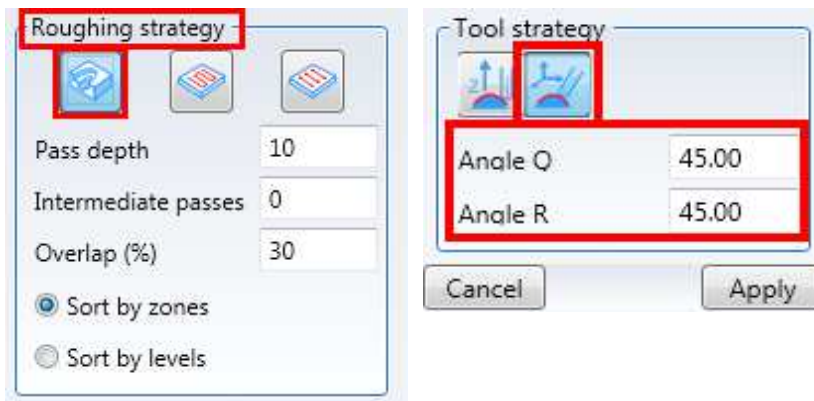 Roughing strategy
Pass depth 10
Intermediate passes 0
Overlap (%) 30
Sort by zones
Sort by levels
Tool strategy
z
Angle Q 45.00
Angle R 45.00
Cancel Apply